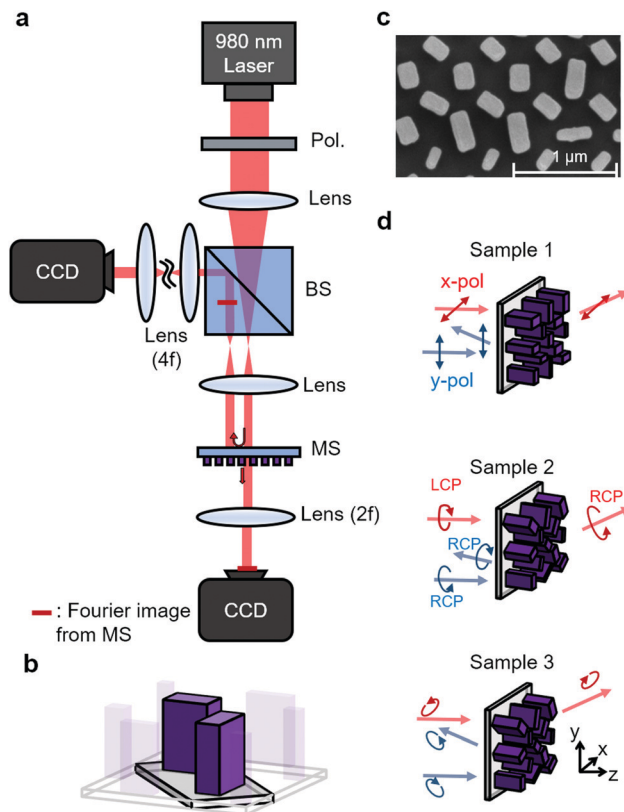 a
980 nm
Laser
Pol.
Lens
CCD
BS
Lens
(4f)
Lens
MS
Lens (2f)
CCD
: Fourier image
from MS
b
c
1 µm
d
Sample 1
x-pol
y-pol
Sample 2
LCP
RCP
RCP
RCP
Sample 3
y
x
z